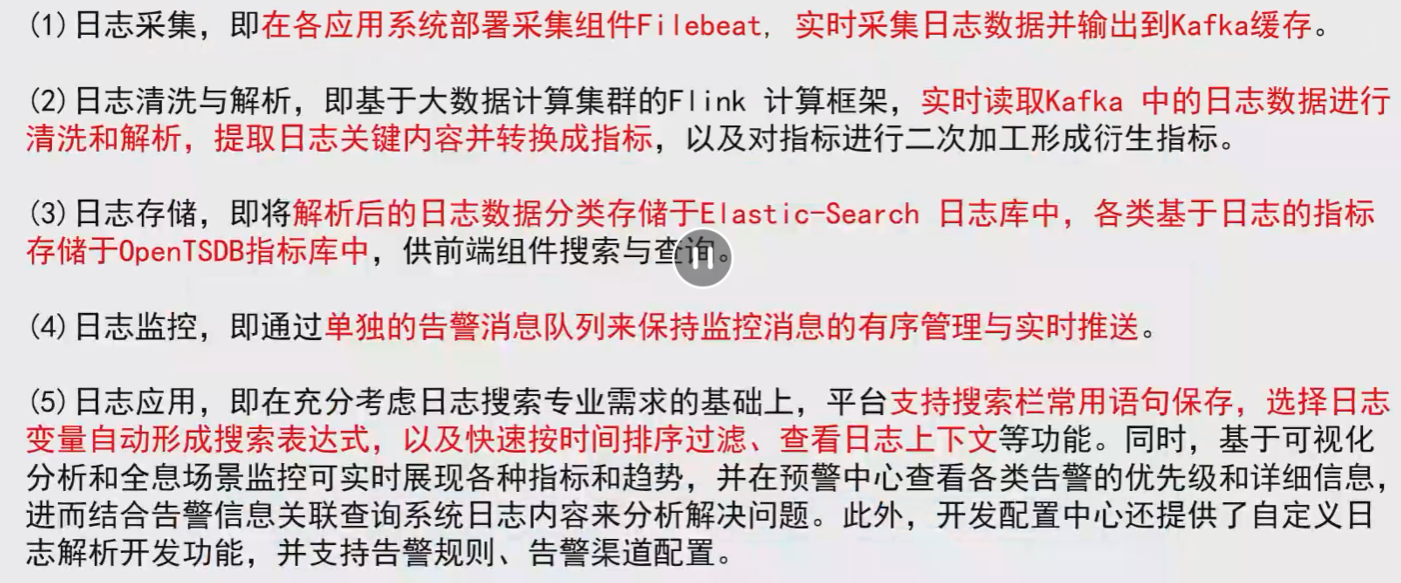 (1)日志采集，即在各应用系统部署采集组件Filebeat, 实时采集日志数据并输出到Kafka缓存。
(2)日志清洗与解析，即基于大数据计算集群的Flink 计算框架，实时读取Kafka 中的日志数据进行
清洗和解析，提取日志关键内容并转换成指标，以及对指标进行二次加工形成衍生指标。
(3)日志存储，即将解析后的日志数据分类存储于Elastic-Search 日志库中，各类基于日志的指标
存储于OpenTSDB指标库中，供前端组件搜索与查询。
(4)日志监控，即通过单独的告警消息队列来保持监控消息的有序管理与实时推送。
(5)日志应用，即在充分考虑日志搜索专业需求的基础上，平台支持搜索栏常用语句保存，选择日志
变量自动形成搜索表达式，以及快速按时间排序过滤、查看日志上下文等功能。同时，基于可视化
分析和全息场景监控可实时展现各种指标和趋势，并在预警中心查看各类告警的优先级和详细信息，
进而结合告警信息关联查询系统日志内容来分析解决问题。此外，开发配置中心还提供了自定义日
志解析开发功能，并支持告警规则、告警渠道配置。